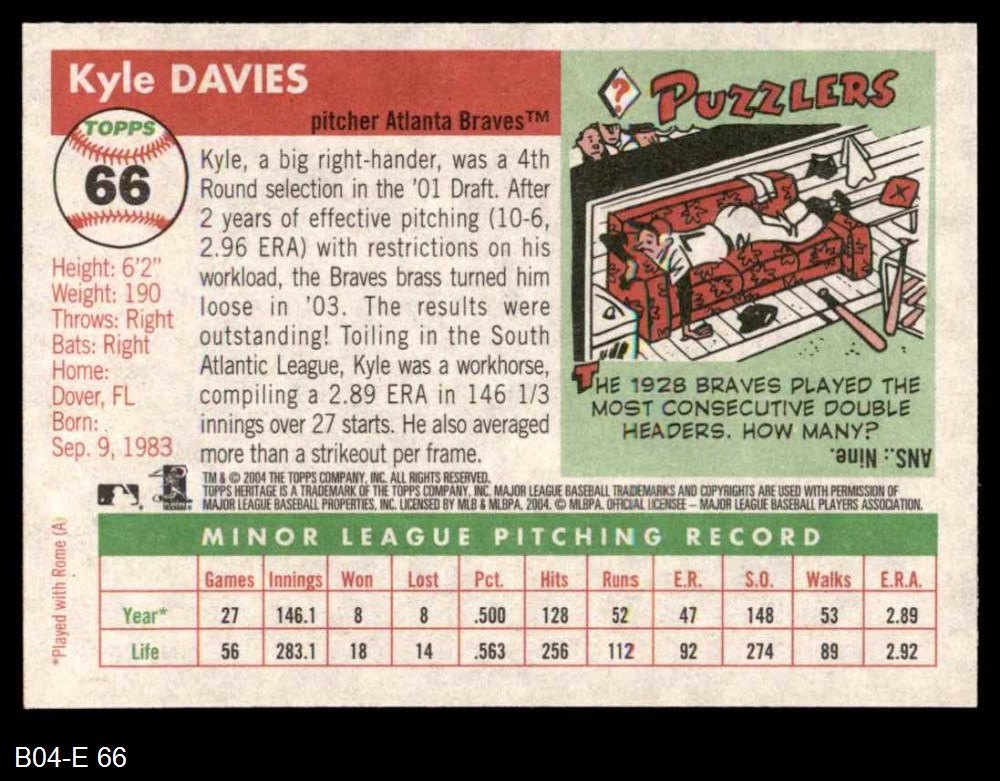 Kyle DAVIES
pitcher Atlanta Braves™
TOPPS
66
Height: 6'2"
Weight: 190
Throws: Right
Bats: Right
Home:
Dover, FL
Born:
Sep. 9, 1983
Kyle, a big right-hander, was a 4th
Round selection in the '01 Draft. After
2 years of effective pitching (10-6,
2.96 ERA) with restrictions on his
workload, the Braves brass turned him
loose in '03. The results were
outstanding! Toiling in the South
Atlantic League, Kyle was a workhorse,
compiling a 2.89 ERA in 146 1/3
innings over 27 starts. He also averaged
more than a strikeout per frame.
? PUZZLERS
THE 1928 BRAVES PLAYED THE
MOST CONSECUTIVE DOUBLE
HEADERS. HOW MANY?
ANS.: Nine.
TM & © 2004 THE TOPPS COMPANY, INC. ALL RIGHTS RESERVED.
TOPPS HERITAGE IS A TRADEMARK OF THE TOPPS COMPANY, INC. MAJOR LEAGUE BASEBALL TRADEMARKS AND COPYRIGHTS ARE USED WITH PERMISSION OF
MAJOR LEAGUE BASEBALL PROPERTIES, INC. LICENSED BY MLB & MLBPA, 2004. © MLBPA. OFFICIAL LICENSEE – MAJOR LEAGUE BASEBALL PLAYERS ASSOCIATION.
*Played with Rome (A)
MINOR LEAGUE PITCHING RECORD
Games Innings Won Lost Pct. Hits Runs E.R. S.O. Walks E.R.A.
Year* 27 146.1 8 8 .500 128 52 47 148 53 2.89
Life 56 283.1 18 14 .563 256 112 92 274 89 2.92
B04-E 66